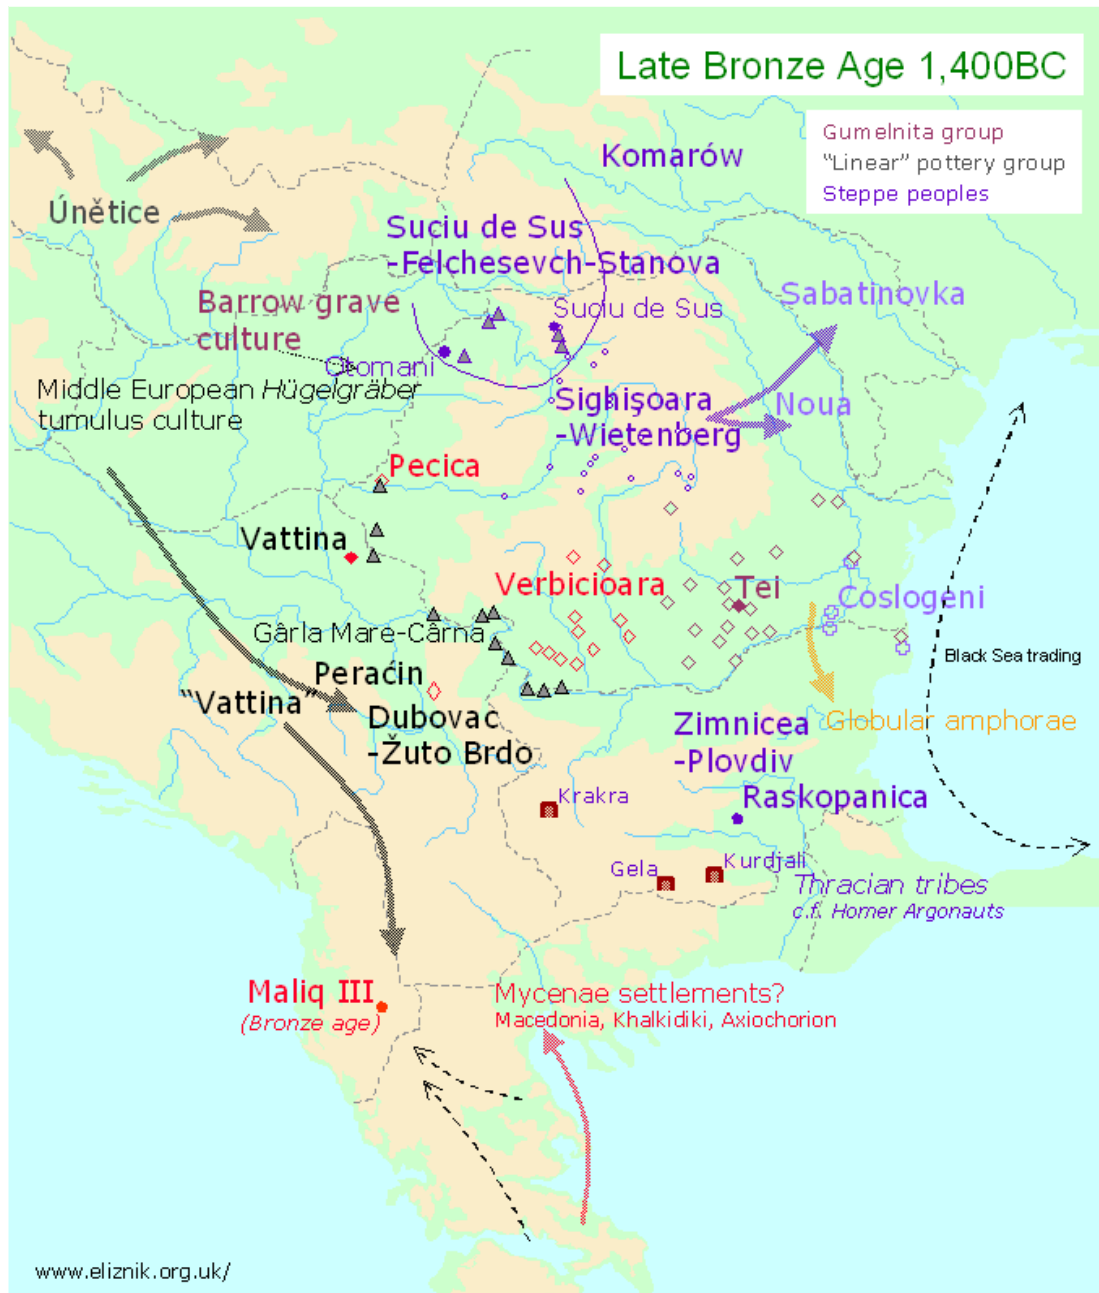 Late Bronze Age 1,400BC
Gumelnita group
"Linear" pottery group
Steppe peoples
Komarów
Únětice
Suciu de Sus
-Felchesevch-Stanova
Sabatinovka
Barrow grave
culture
Suciu de Sus
Otomani
Middle European Hügelgräber
tumulus culture
Sighişoara
-Wietenberg
Noua
Pecica
Vattina
Verbicioara
Tei
Coslogeni
Gârla Mare-Cârna
Black Sea trading
Peraćin
"Vattina"
Dubovac
-Žuto Brdo
Zimnicea
-Plovdiv
Globular amphorae
Krakra
Raskopanica
Gela
Kurdjali
Thracian tribes
c.f. Homer Argonauts
Maliq III
(Bronze age)
Mycenae settlements?
Macedonia, Khalkidiki, Axiochorion
www.eliznik.org.uk/